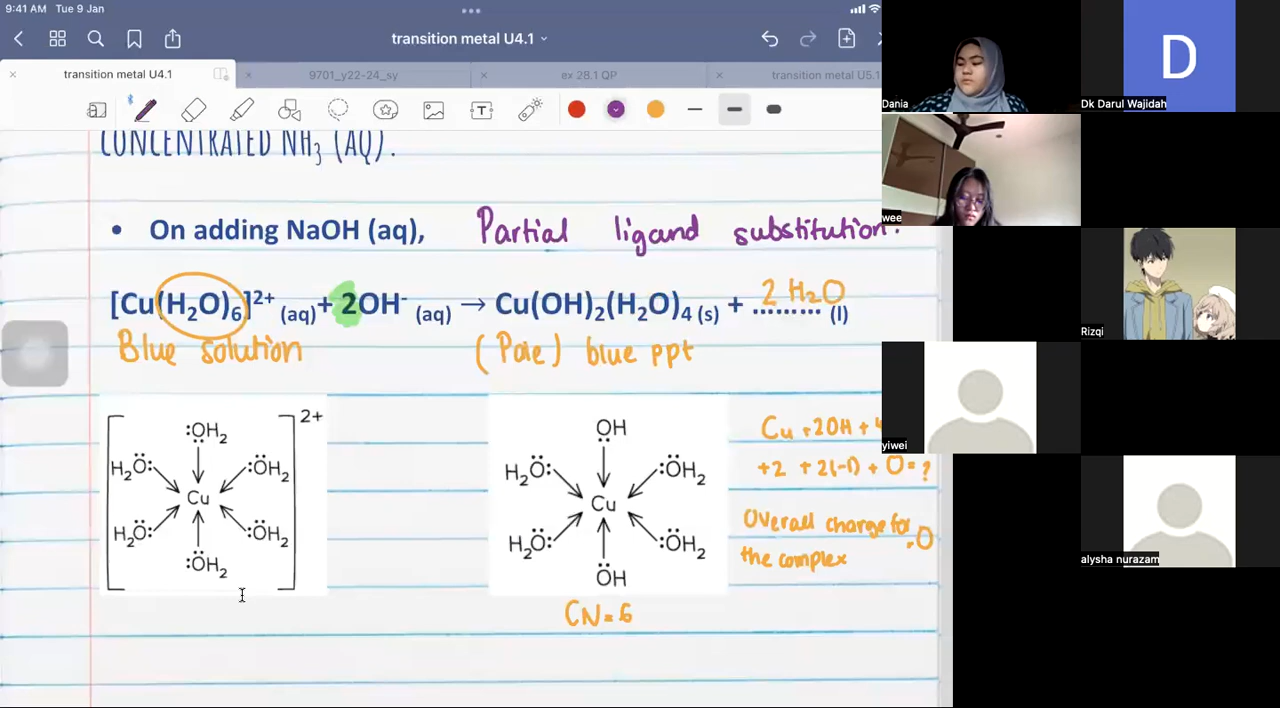 9:41 AM Tue 9 Jan
transition metal U4.1
transition metal U4.1
9701_y22-24_sy
ex 28.1 QP
transition metal U5.1
CONCENTRATED NH₃ (AQ).
• On adding NaOH (aq), Partial ligand substitution.
[Cu(H₂O)₆]²⁺ (aq)+ 2OH⁻ (aq) → Cu(OH)₂(H₂O)₄ (s) + 2 H₂O ......... (l)
Blue solution
(Pale) blue ppt
2+
:ÖH₂
H₂Ö:
:ÖH₂
Cu
H₂Ö:
:ÖH₂
:ÖH₂
OH
H₂Ö:
:ÖH₂
Cu
H₂Ö:
:ÖH₂
ÖH
Cu + 2OH + 4
+2 + 2(-1) + 0 = ?
Overall charge for
the complex
= 0
CN = 6
Dania
D
Dk Darul Wajidah
wee
Rizqi
yiwei
alysha nurazam